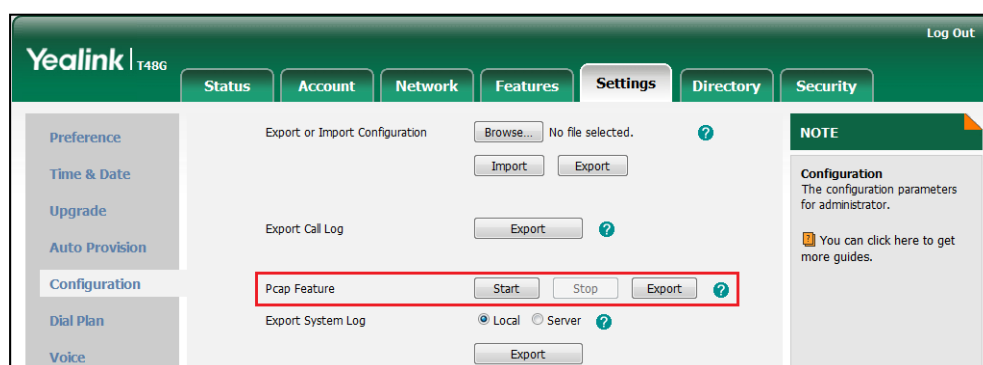 Log Out
Yealink T48G
Status Account Network Features Settings Directory Security
Preference
Time & Date
Upgrade
Auto Provision
Configuration
Dial Plan
Voice
Export or Import Configuration Browse... No file selected. ?
Import Export
Export Call Log Export ?
Pcap Feature Start Stop Export ?
Export System Log Local Server ?
Export
NOTE
Configuration
The configuration parameters
for administrator.
? You can click here to get
more guides.